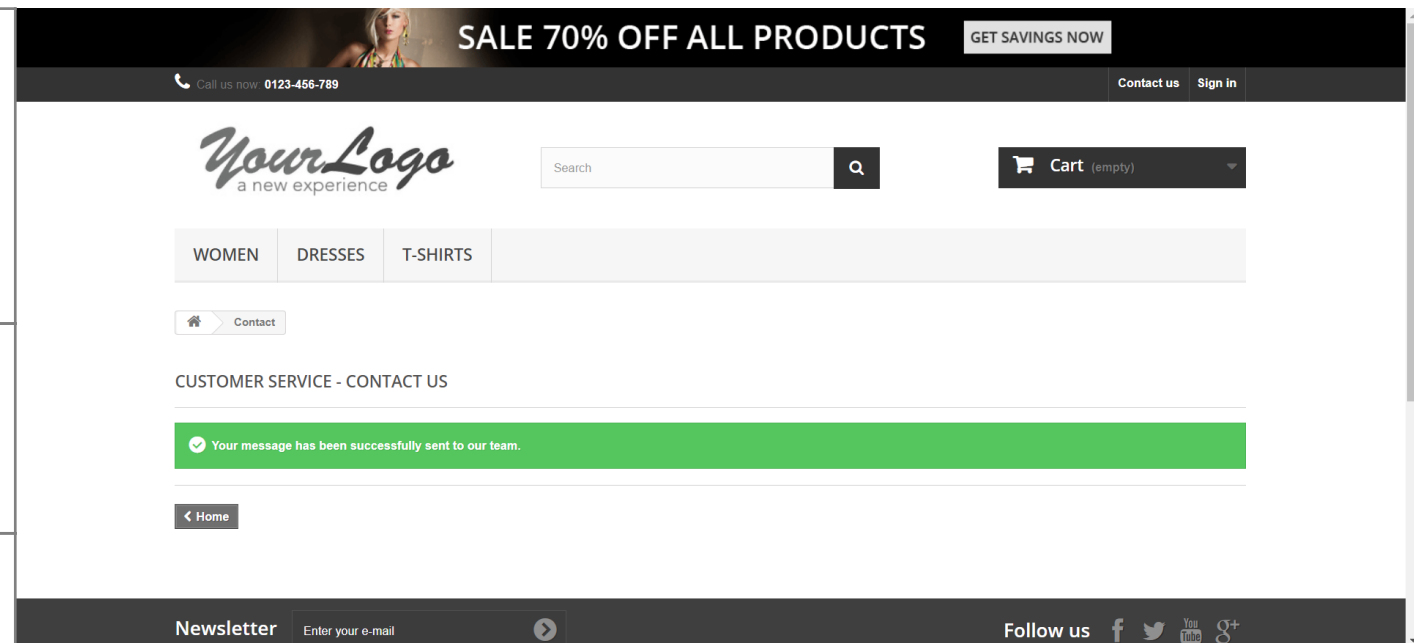 SALE 70% OFF ALL PRODUCTS GET SAVINGS NOW
Call us now: 0123-456-789 Contact us Sign in
Your Logo
a new experience
Search
Cart (empty)
WOMEN DRESSES T-SHIRTS
Contact
CUSTOMER SERVICE - CONTACT US
Your message has been successfully sent to our team.
Home
Newsletter Enter your e-mail Follow us f You Tube g+